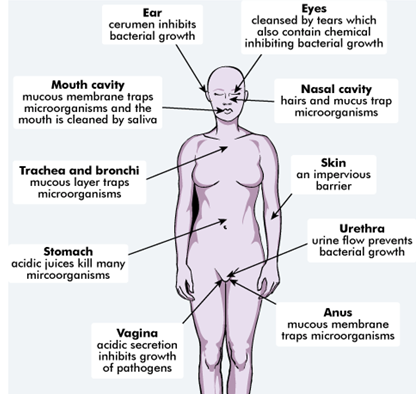 Ear
cerumen inhibits
bacterial growth
Eyes
cleansed by tears which
also contain chemical
inhibiting bacterial growth
Mouth cavity
mucous membrane traps
microorganisms and the
mouth is cleaned by saliva
Nasal cavity
hairs and mucus trap
microorganisms
Trachea and bronchi
mucous layer traps
microorganisms
Skin
an impervious
barrier
Stomach
acidic juices kill many
mircoorganisms
Urethra
urine flow prevents
bacterial growth
Vagina
acidic secretion
inhibits growth
of pathogens
Anus
mucous membrane
traps microorganisms